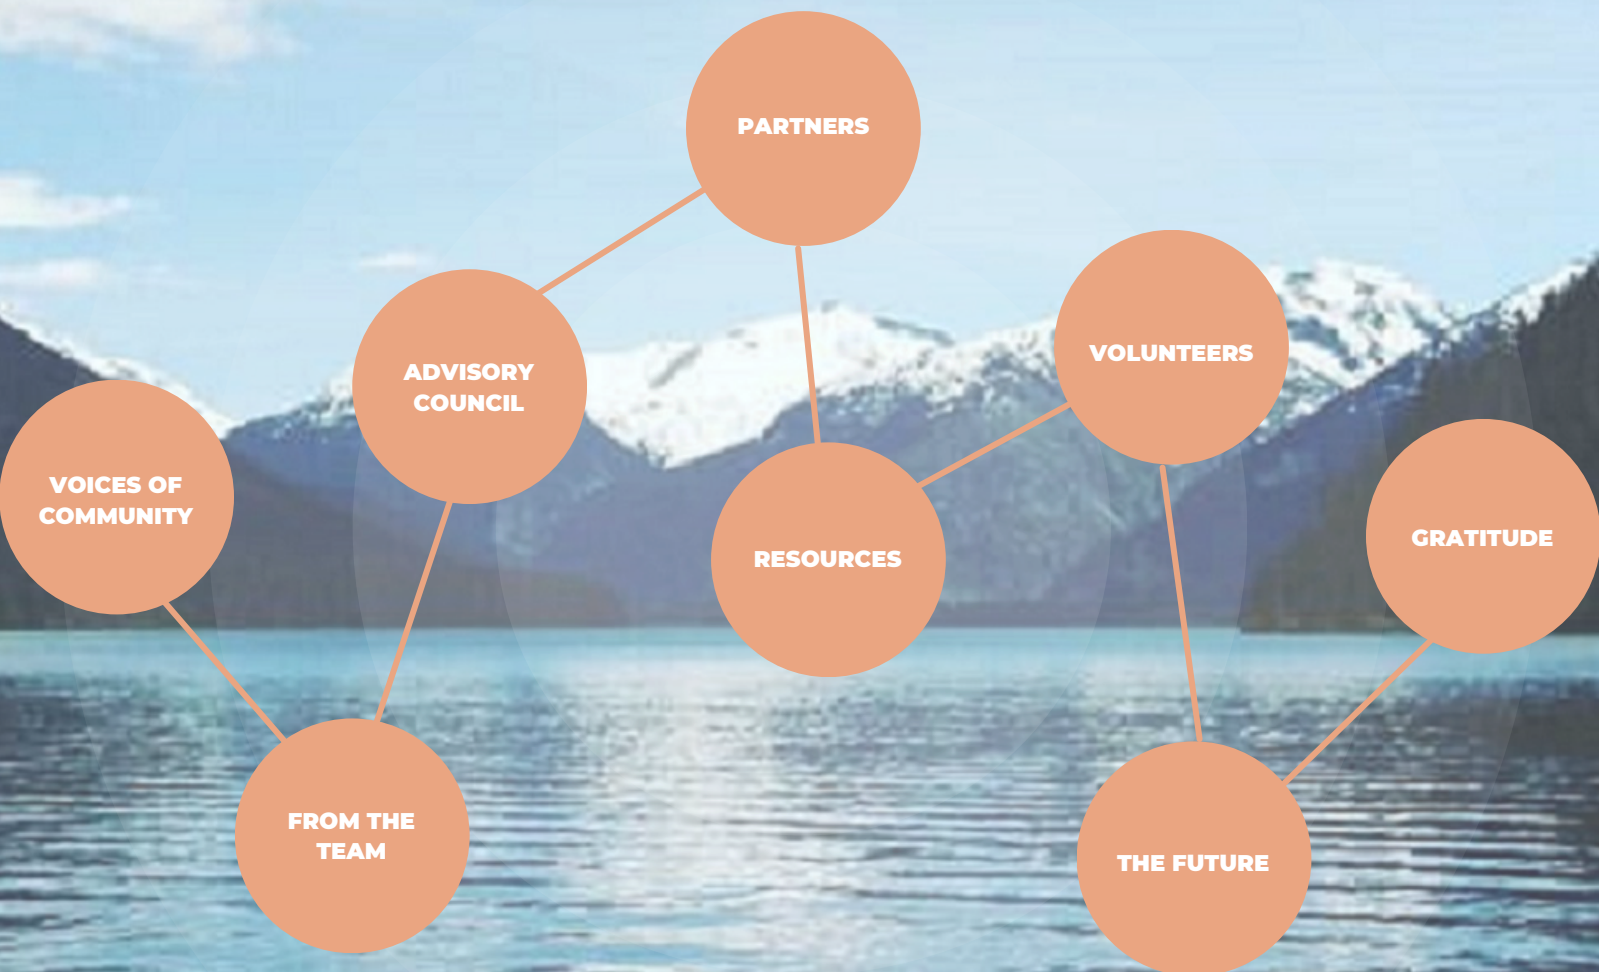 VOICES OF
COMMUNITY
FROM THE
TEAM
ADVISORY
COUNCIL
PARTNERS
RESOURCES
VOLUNTEERS
THE FUTURE
GRATITUDE